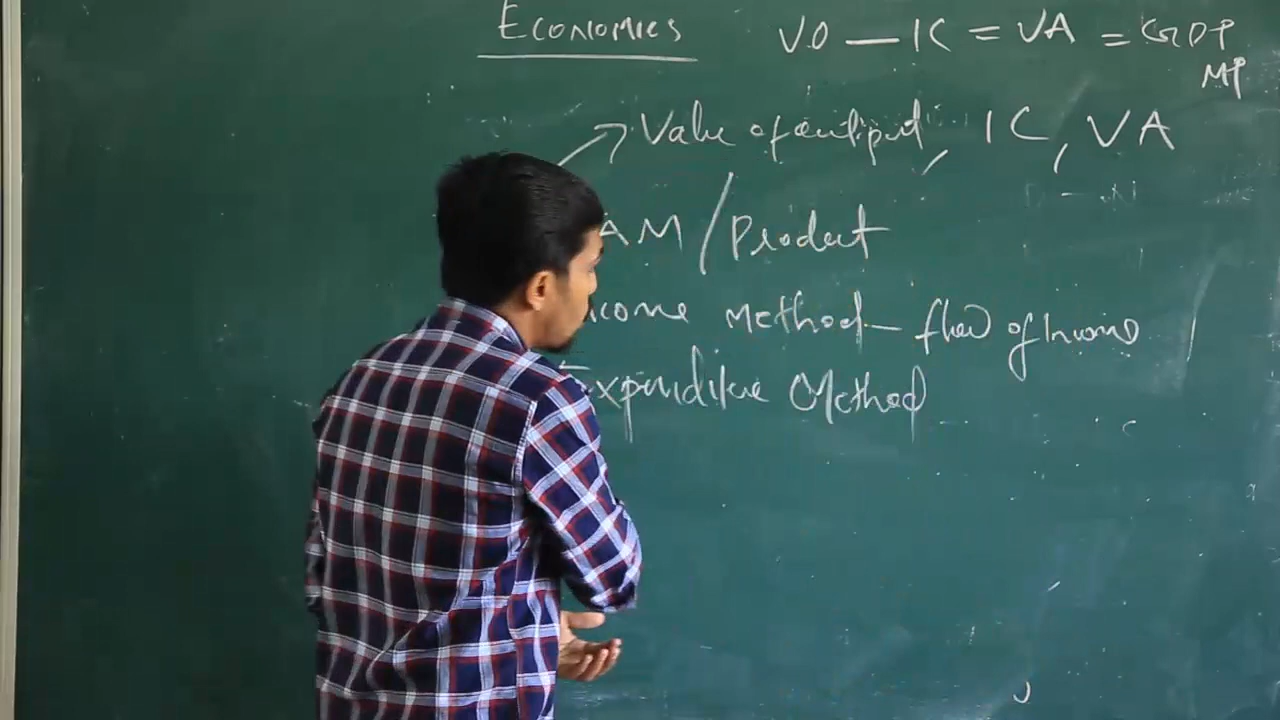 Economics
VO — IC = VA = GDP
MP
Value of output, IC, VA
AM / Product
ncome Method — flow of Income
Expenditure Method